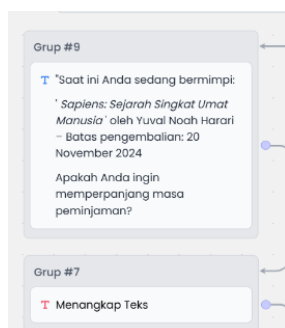 Grup #9
T "Saat ini Anda sedang bermimpi:
' Sapiens: Sejarah Singkat Umat
Manusia ' oleh Yuval Noah Harari
- Batas pengembalian: 20
November 2024
Apakah Anda ingin
memperpanjang masa
peminjaman?
Grup #7
T Menangkap Teks